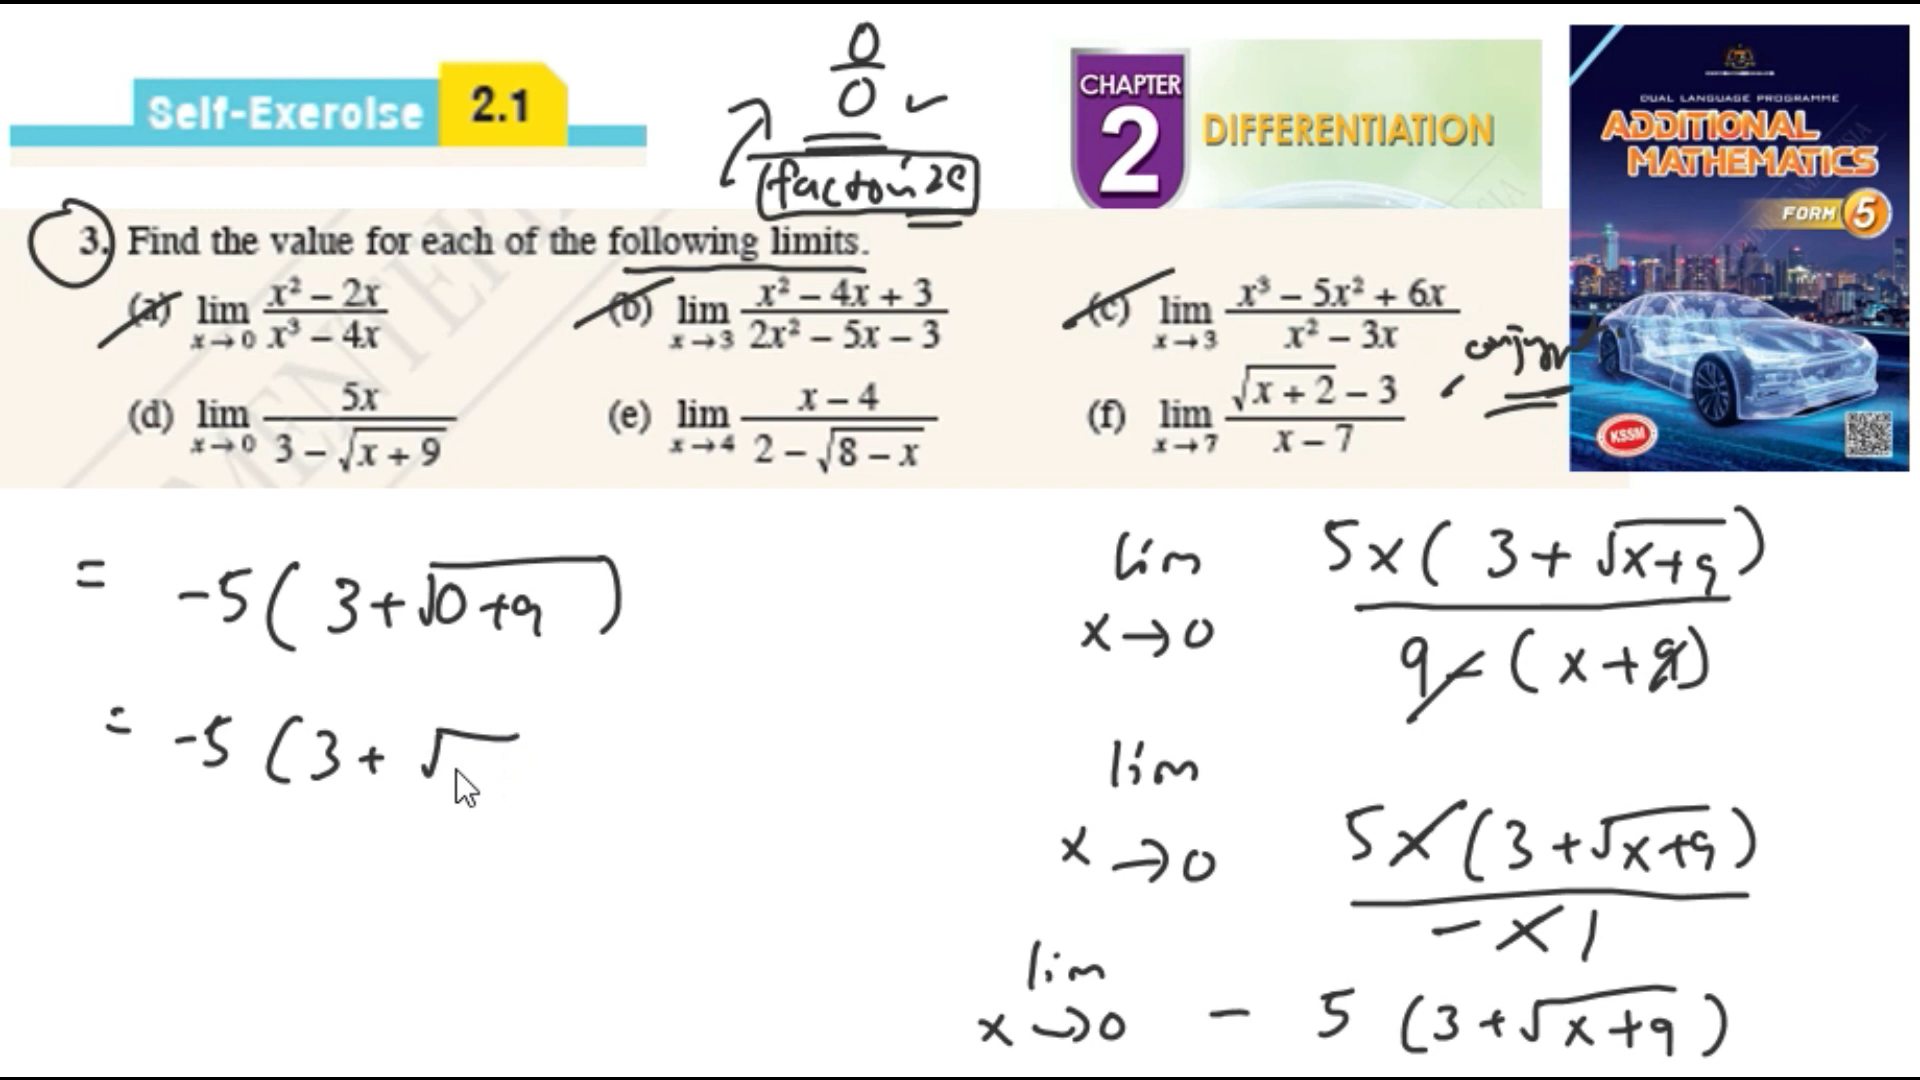 Self-Exercise 2.1
0
0 ✓
factorize
CHAPTER
2
DIFFERENTIATION
DUAL LANGUAGE PROGRAMME
ADDITIONAL
MATHEMATICS
FORM 5
KSSM
3. Find the value for each of the following limits.
(a) lim x→0 (x² − 2x)/(x³ − 4x)
(b) lim x→3 (x² − 4x + 3)/(2x² − 5x − 3)
(c) lim x→3 (x³ − 5x² + 6x)/(x² − 3x)
(d) lim x→0 5x/(3 − √(x + 9))
(e) lim x→4 (x − 4)/(2 − √(8 − x))
(f) lim x→7 (√(x + 2) − 3)/(x − 7)
= -5(3+√(0+9))
= -5(3+√
lim x→0 5x(3+√(x+9))/(9-(x+9))
lim x→0 5x(3+√(x+9))/(-x 1)
lim x→0 -5(3+√(x+9))